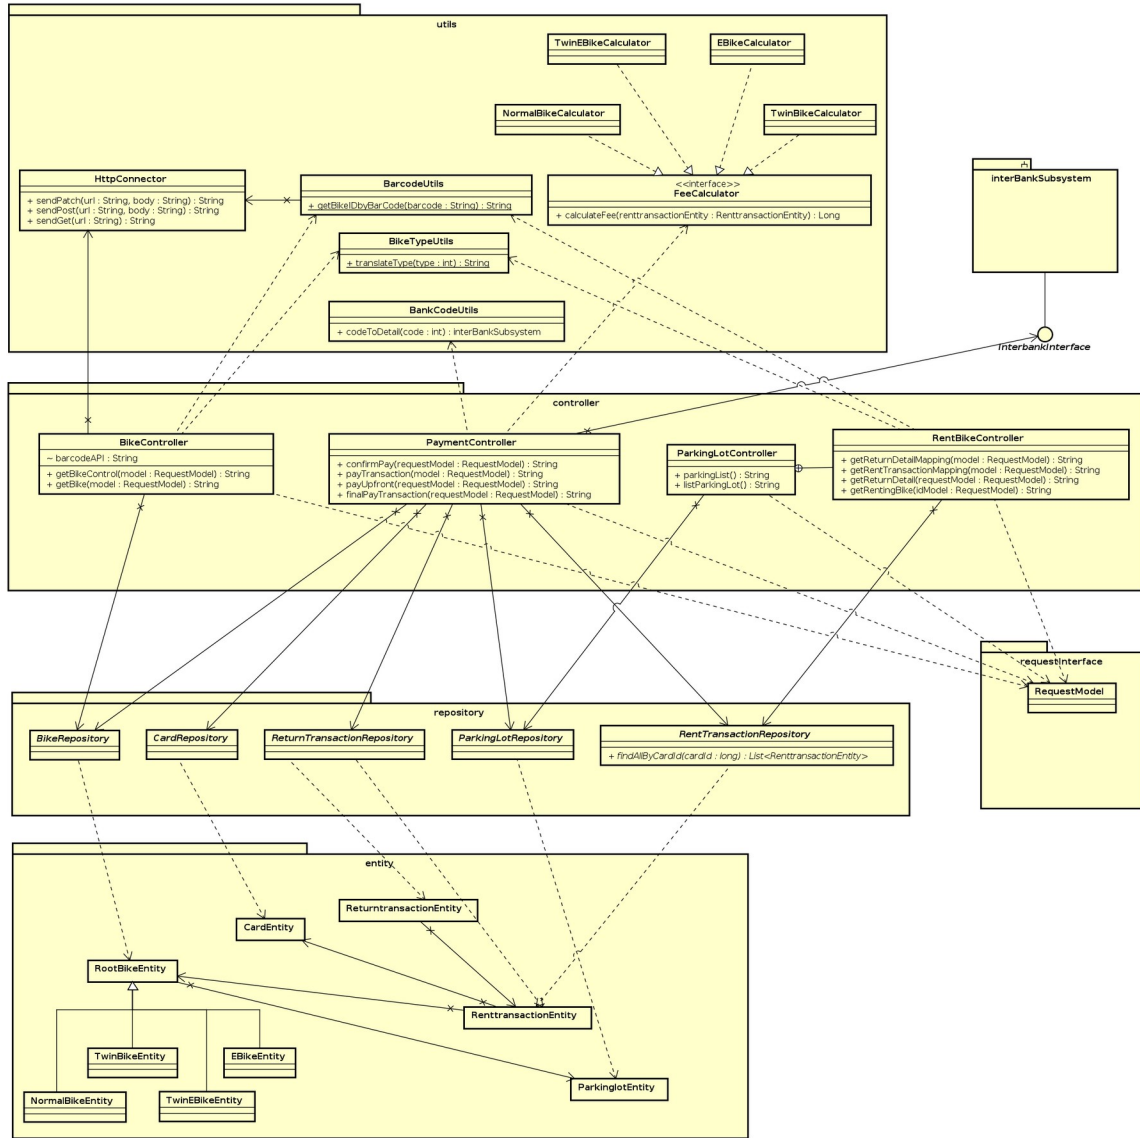 utils
TwinEBikeCalculator
EBikeCalculator
NormalBikeCalculator
TwinBikeCalculator
HttpConnector
+ sendPatch(url : String, body : String) : String
+ sendPost(url : String, body : String) : String
+ sendGet(url : String) : String
BarcodeUtils
+ getBikeIDbyBarCode(barcode : String) : String
<<interface>>
FeeCalculator
+ calculateFee(renttransactionEntity : RenttransactionEntity) : Long
interBankSubsystem
BikeTypeUtils
+ translateType(type : int) : String
BankCodeUtils
+ codeToDetail(code : int) : interBankSubsystem
interbankInterface
controller
BikeController
~ barcodeAPI : String
+ getBikeControl(model : RequestModel) : String
+ getBike(model : RequestModel) : String
PaymentController
+ confirmPay(requestModel : RequestModel) : String
+ payTransaction(model : RequestModel) : String
+ payUpfront(model : RequestModel) : String
+ finalPayTransaction(requestModel : RequestModel) : String
ParkingLotController
+ parkingList() : String
+ listParkingLot() : String
RentBikeController
+ getReturnDetailMapping(model : RequestModel) : String
+ getRentTransactionMapping(model : RequestModel) : String
+ getReturnDetail(requestModel : RequestModel) : String
+ getRentingBike(idModel : RequestModel) : String
requestInterface
RequestModel
repository
BikeRepository
CardRepository
ReturnTransactionRepository
ParkingLotRepository
RentTransactionRepository
+ findAllByCardId(cardId : long) : List<RenttransactionEntity>
entity
ReturntransactionEntity
CardEntity
RootBikeEntity
RenttransactionEntity
TwinBikeEntity
EBikeEntity
ParkinglotEntity
NormalBikeEntity
TwinEBikeEntity